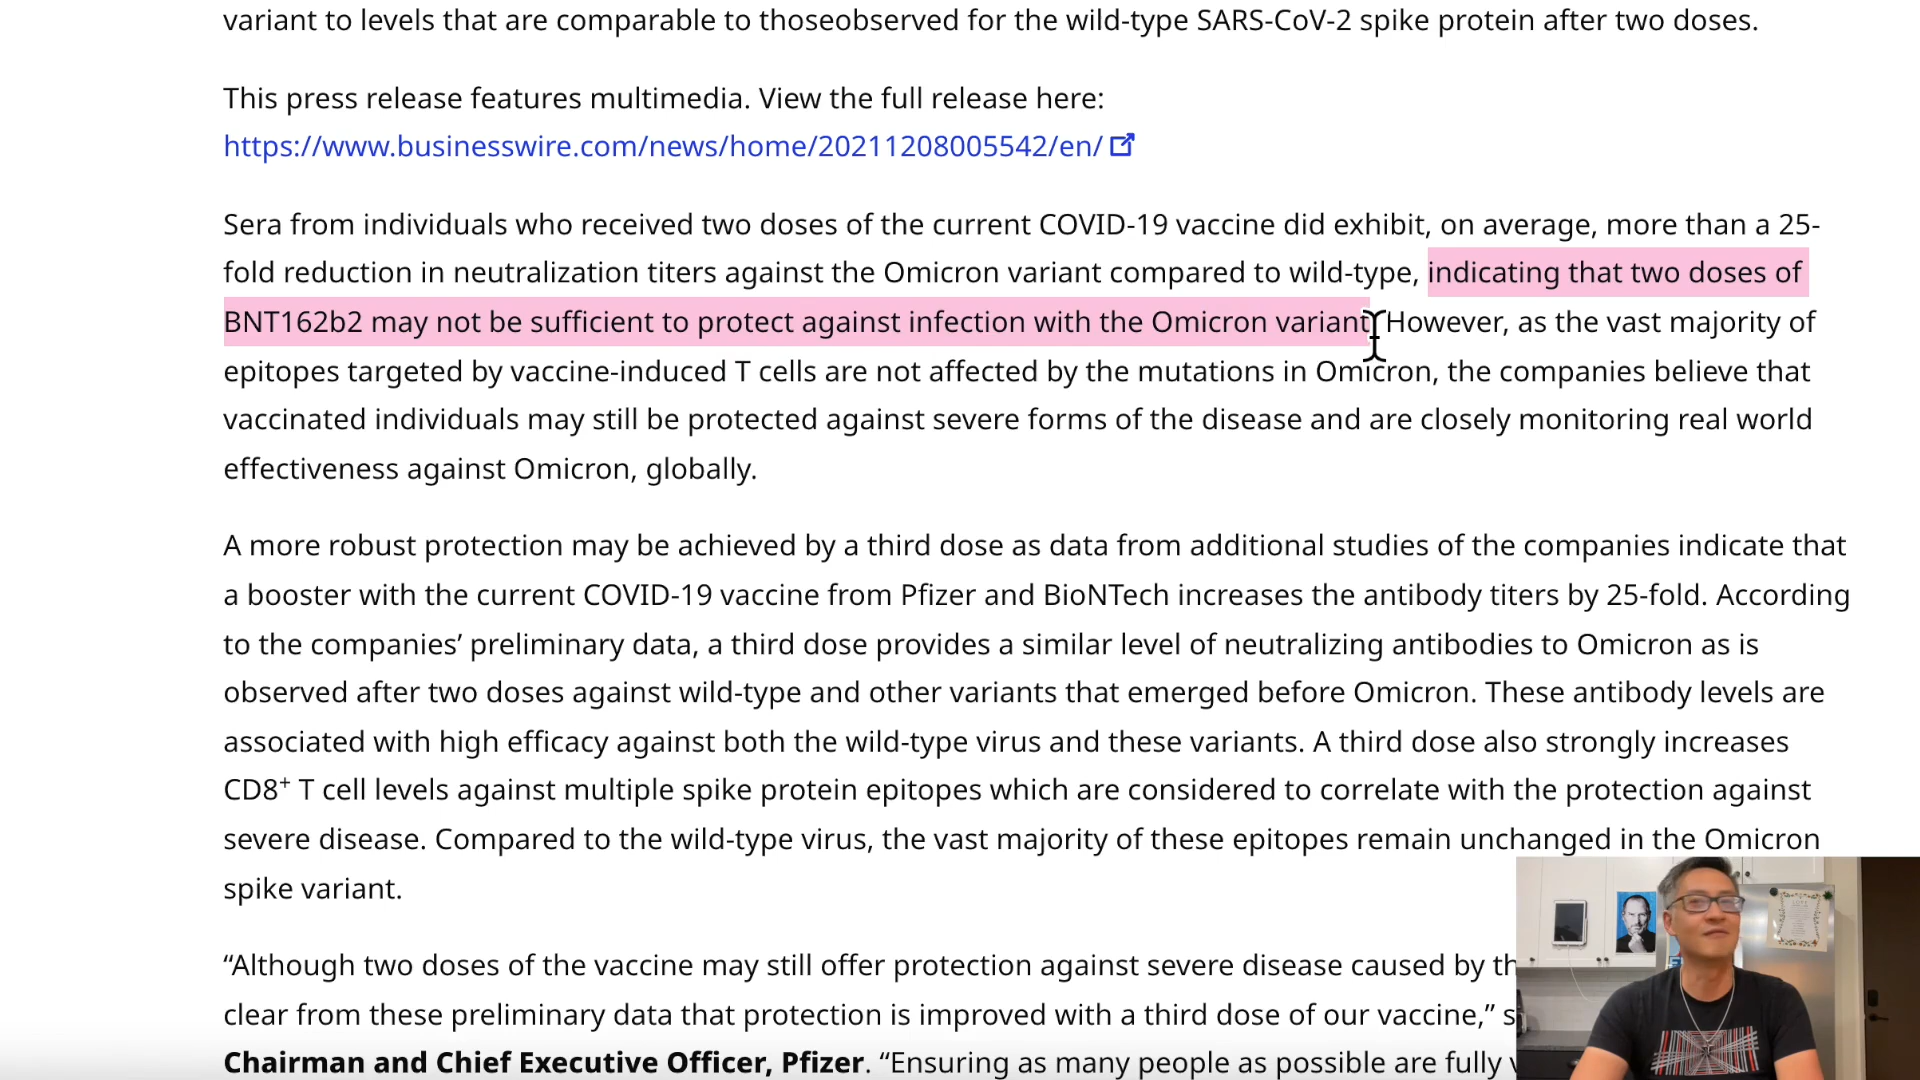 variant to levels that are comparable to thoseobserved for the wild-type SARS-CoV-2 spike protein after two doses.
This press release features multimedia. View the full release here:
https://www.businesswire.com/news/home/20211208005542/en/
Sera from individuals who received two doses of the current COVID-19 vaccine did exhibit, on average, more than a 25-
fold reduction in neutralization titers against the Omicron variant compared to wild-type, indicating that two doses of
BNT162b2 may not be sufficient to protect against infection with the Omicron variant. However, as the vast majority of
epitopes targeted by vaccine-induced T cells are not affected by the mutations in Omicron, the companies believe that
vaccinated individuals may still be protected against severe forms of the disease and are closely monitoring real world
effectiveness against Omicron, globally.
A more robust protection may be achieved by a third dose as data from additional studies of the companies indicate that
a booster with the current COVID-19 vaccine from Pfizer and BioNTech increases the antibody titers by 25-fold. According
to the companies’ preliminary data, a third dose provides a similar level of neutralizing antibodies to Omicron as is
observed after two doses against wild-type and other variants that emerged before Omicron. These antibody levels are
associated with high efficacy against both the wild-type virus and these variants. A third dose also strongly increases
CD8⁺ T cell levels against multiple spike protein epitopes which are considered to correlate with the protection against
severe disease. Compared to the wild-type virus, the vast majority of these epitopes remain unchanged in the Omicron
spike variant.
“Although two doses of the vaccine may still offer protection against severe disease caused by
clear from these preliminary data that protection is improved with a third dose of our vaccine,”
Chairman and Chief Executive Officer, Pfizer. “Ensuring as many people as possible are fully